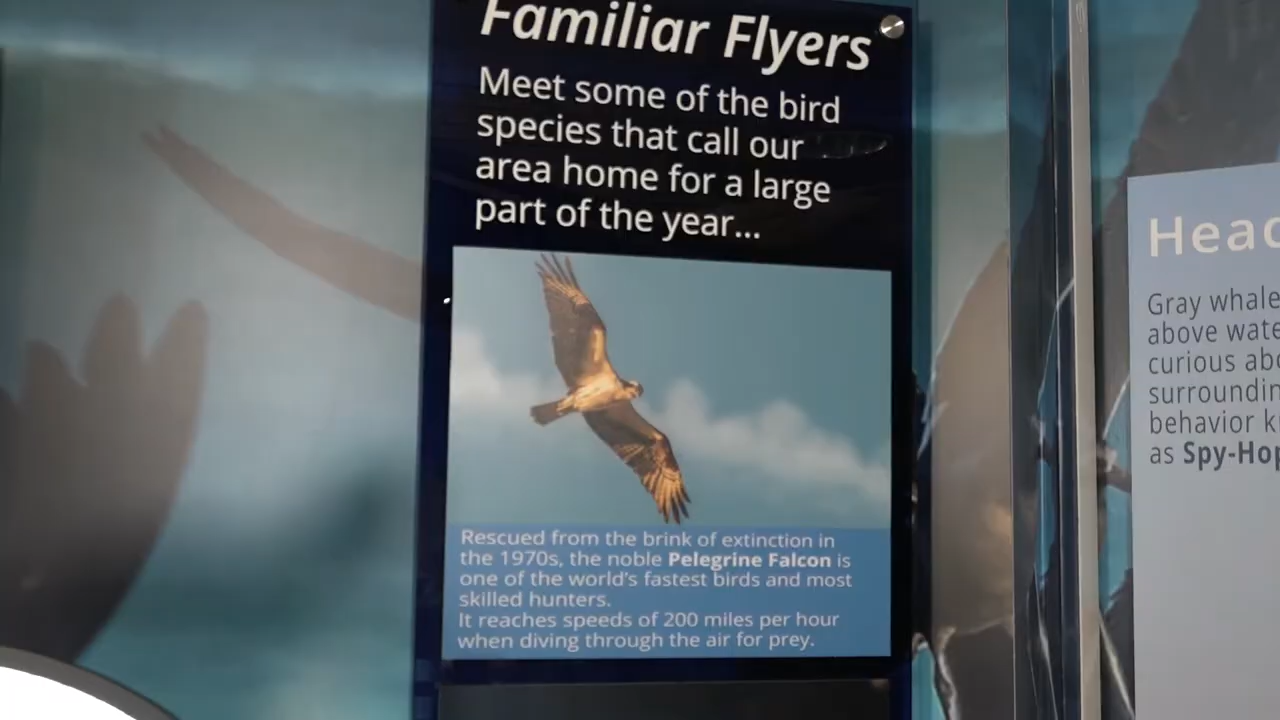 Familiar Flyers
Meet some of the bird
species that call our
area home for a large
part of the year...
Rescued from the brink of extinction in
the 1970s, the noble Pelegrine Falcon is
one of the world's fastest birds and most
skilled hunters.
It reaches speeds of 200 miles per hour
when diving through the air for prey.
Gray whale
above wate
curious abo
surroundin
behavior k
as Spy-Hop